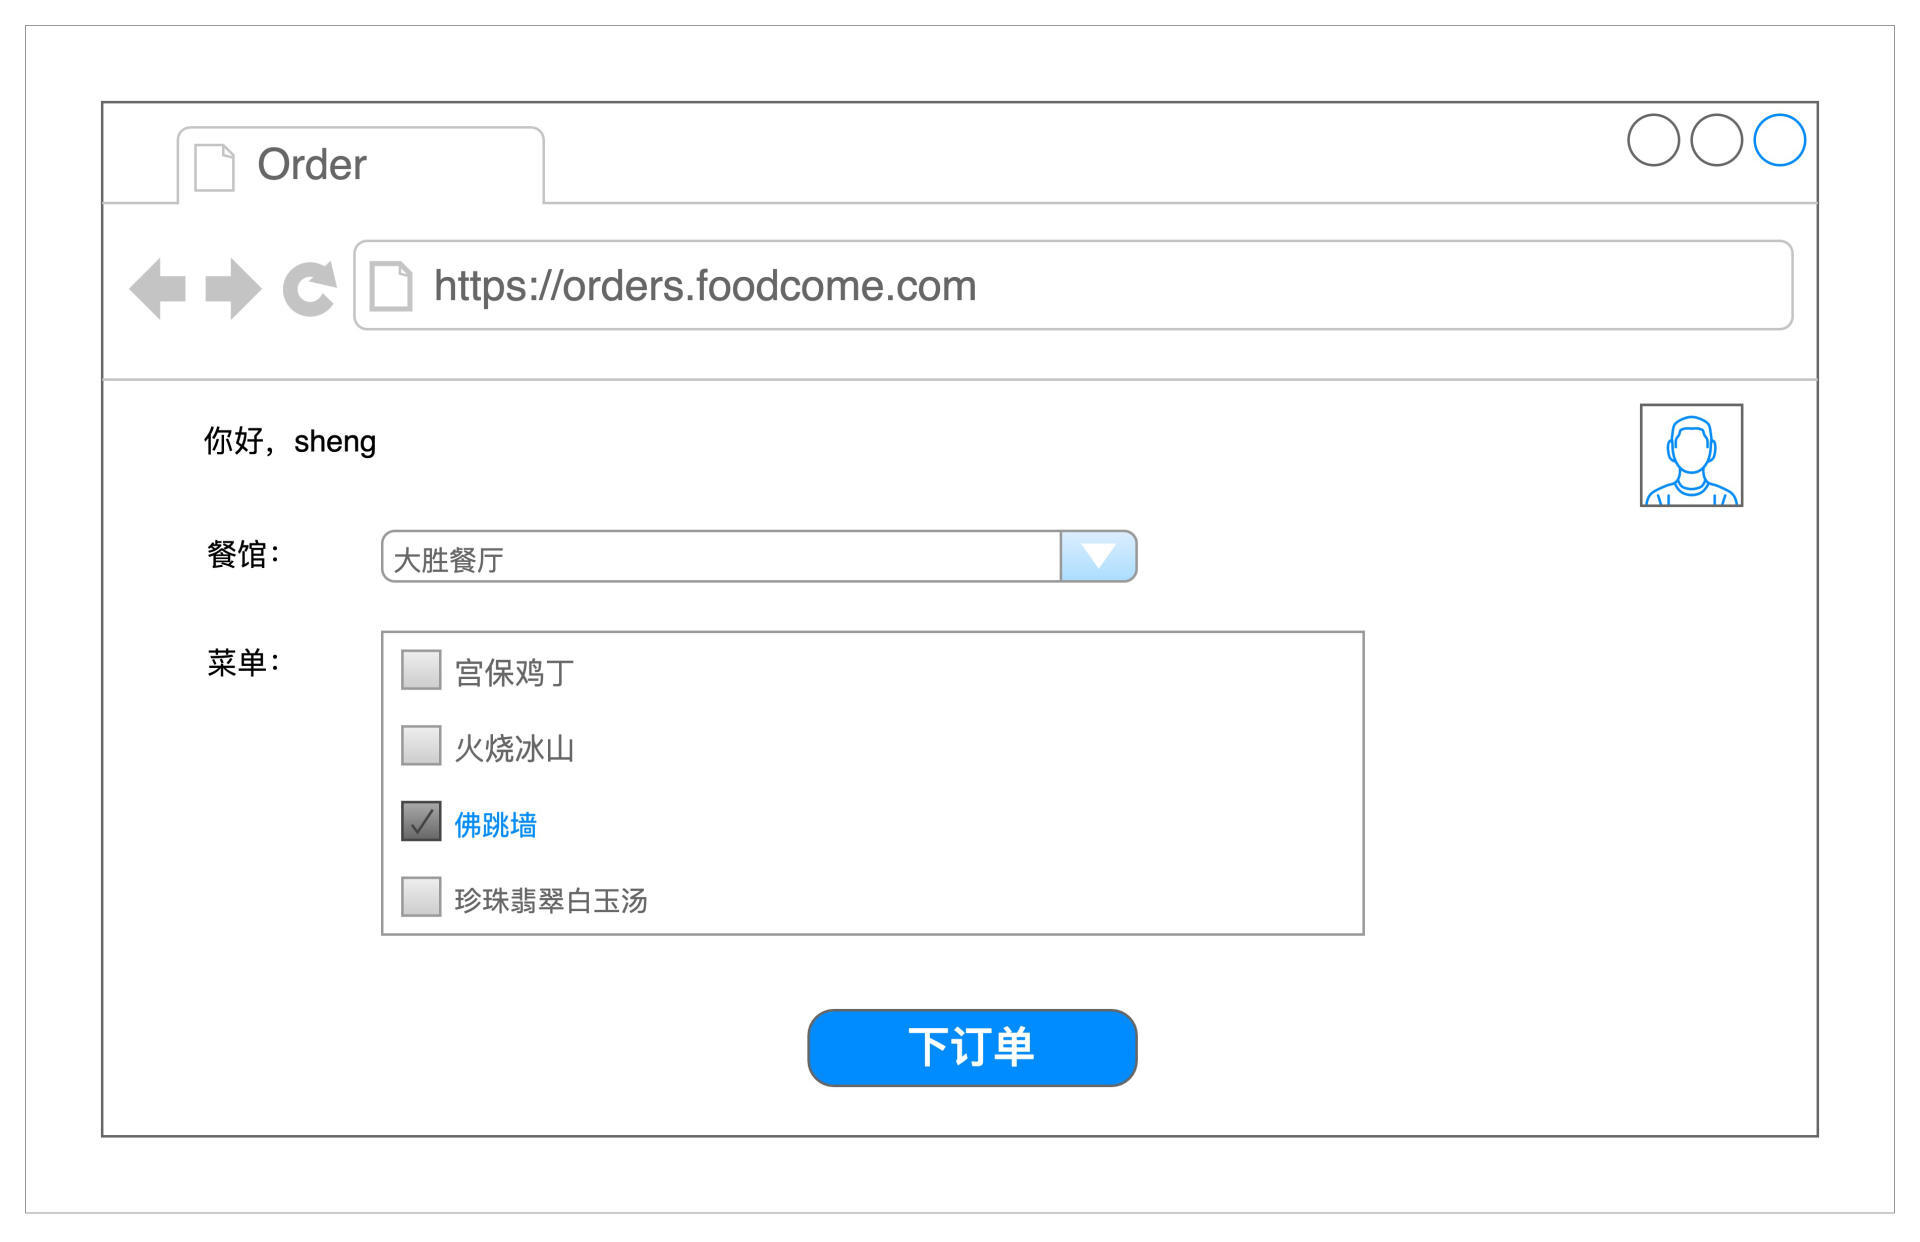 Order
https://orders.foodcome.com
你好，sheng
餐馆：
大胜餐厅
菜单：
宫保鸡丁
火烧冰山
佛跳墙
珍珠翡翠白玉汤
下订单